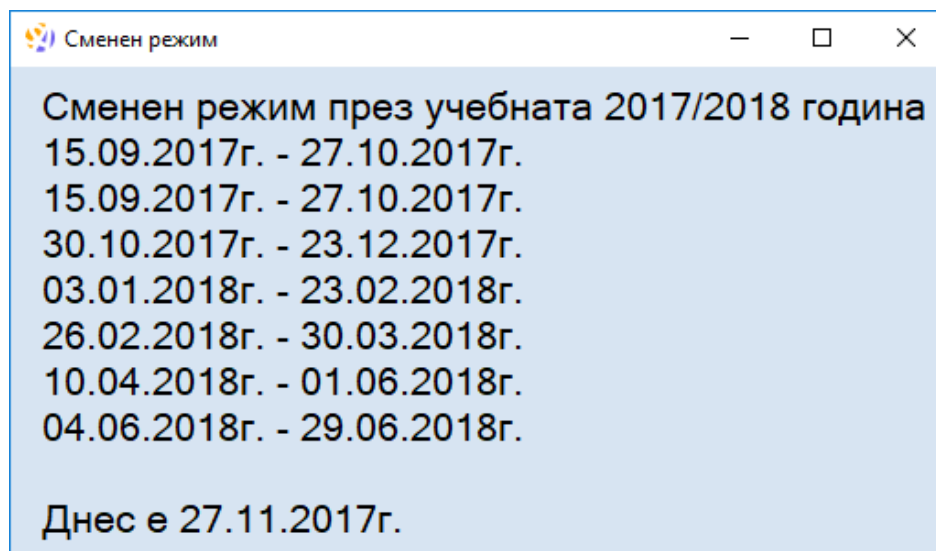 Сменен режим
Сменен режим през учебната 2017/2018 година
15.09.2017г. - 27.10.2017г.
15.09.2017г. - 27.10.2017г.
30.10.2017г. - 23.12.2017г.
03.01.2018г. - 23.02.2018г.
26.02.2018г. - 30.03.2018г.
10.04.2018г. - 01.06.2018г.
04.06.2018г. - 29.06.2018г.
Днес е 27.11.2017г.